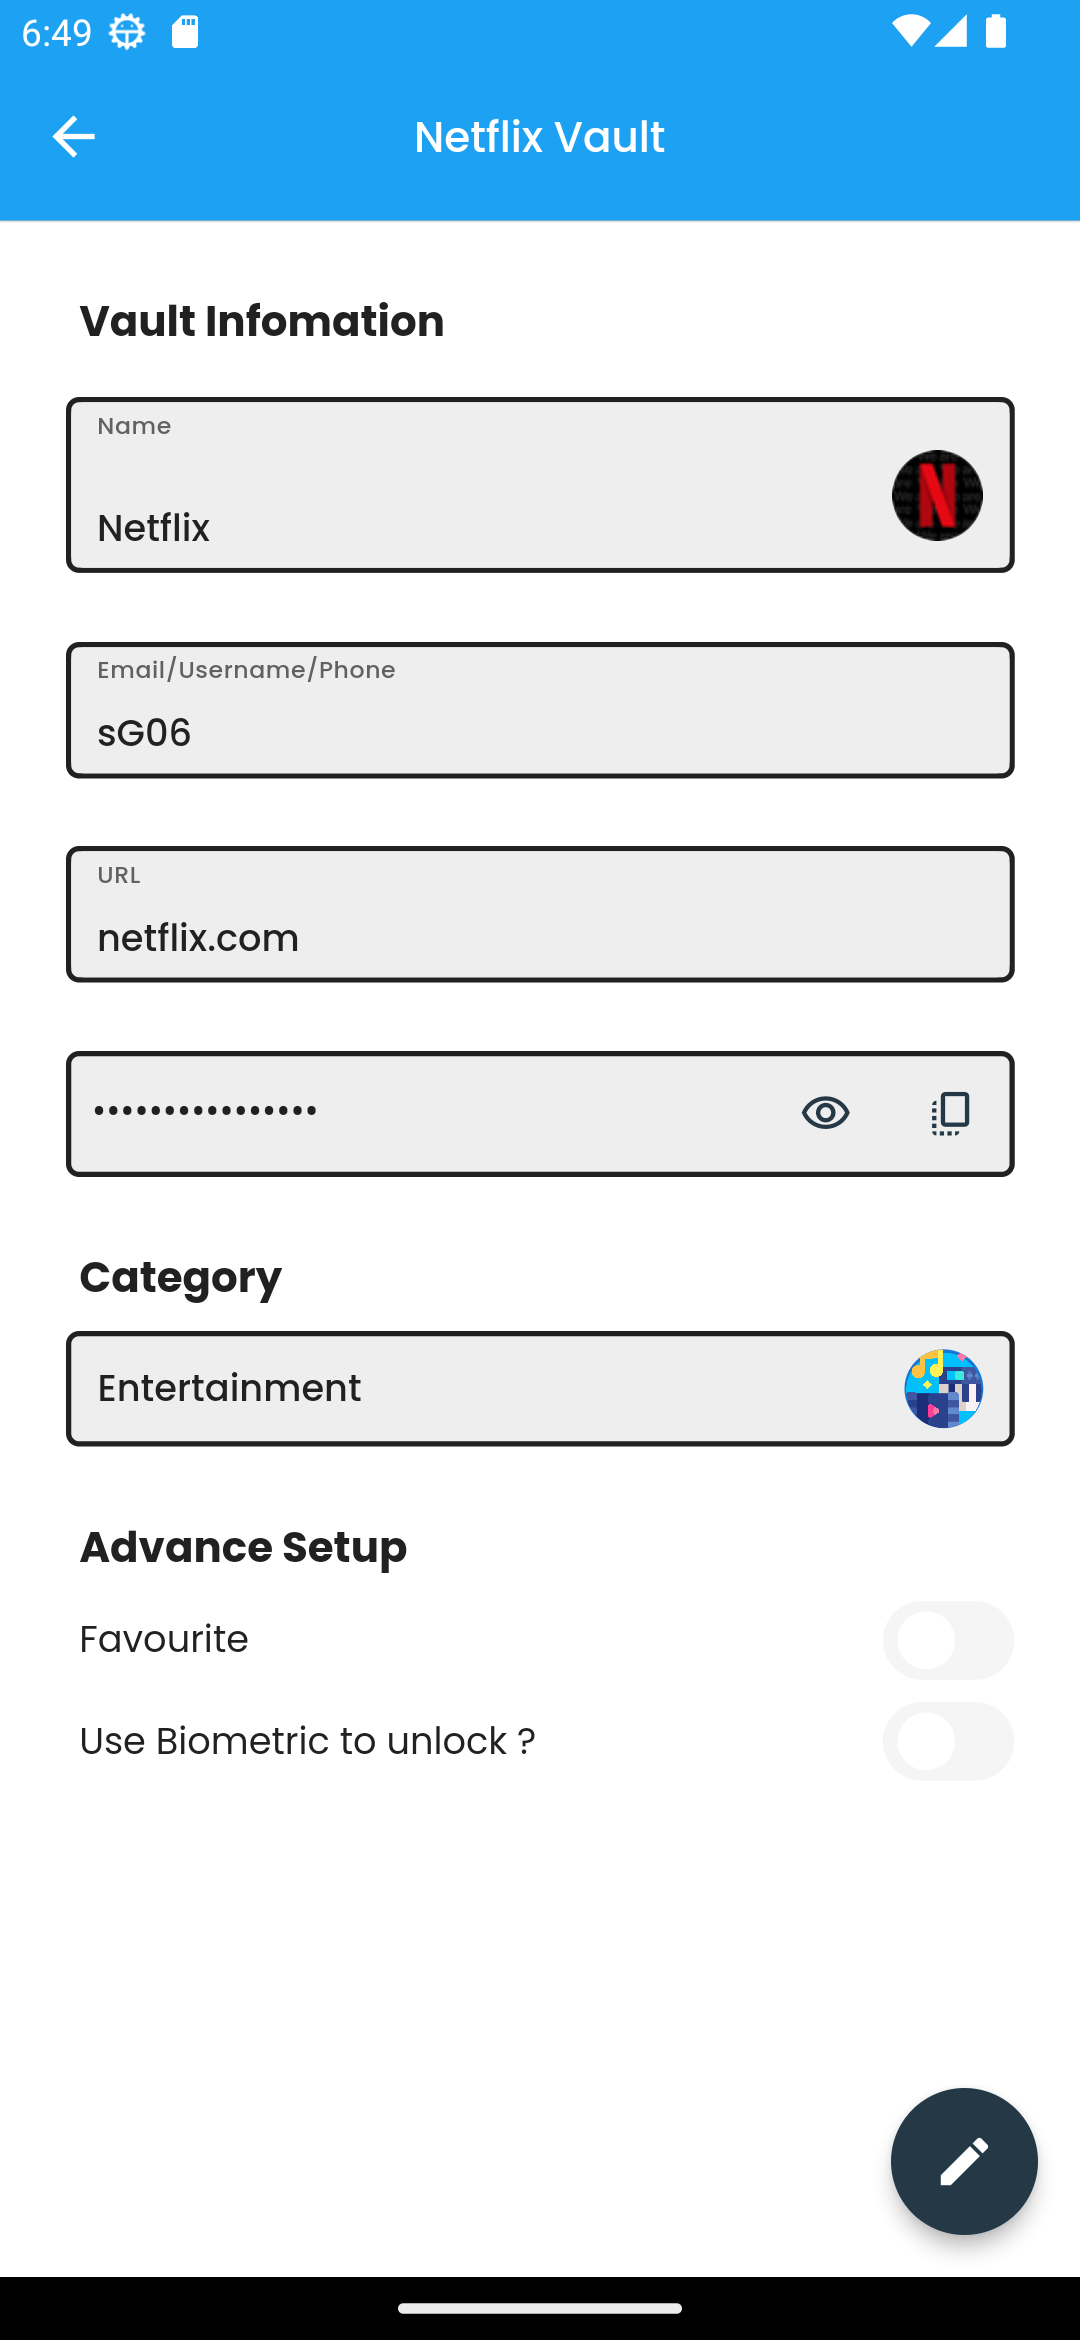 6:49
Netflix Vault
Vault Infomation
Name
Netflix
Email/Username/Phone
sG06
URL
netflix.com
••••••••••••••••
Category
Entertainment
Advance Setup
Favourite
Use Biometric to unlock ?